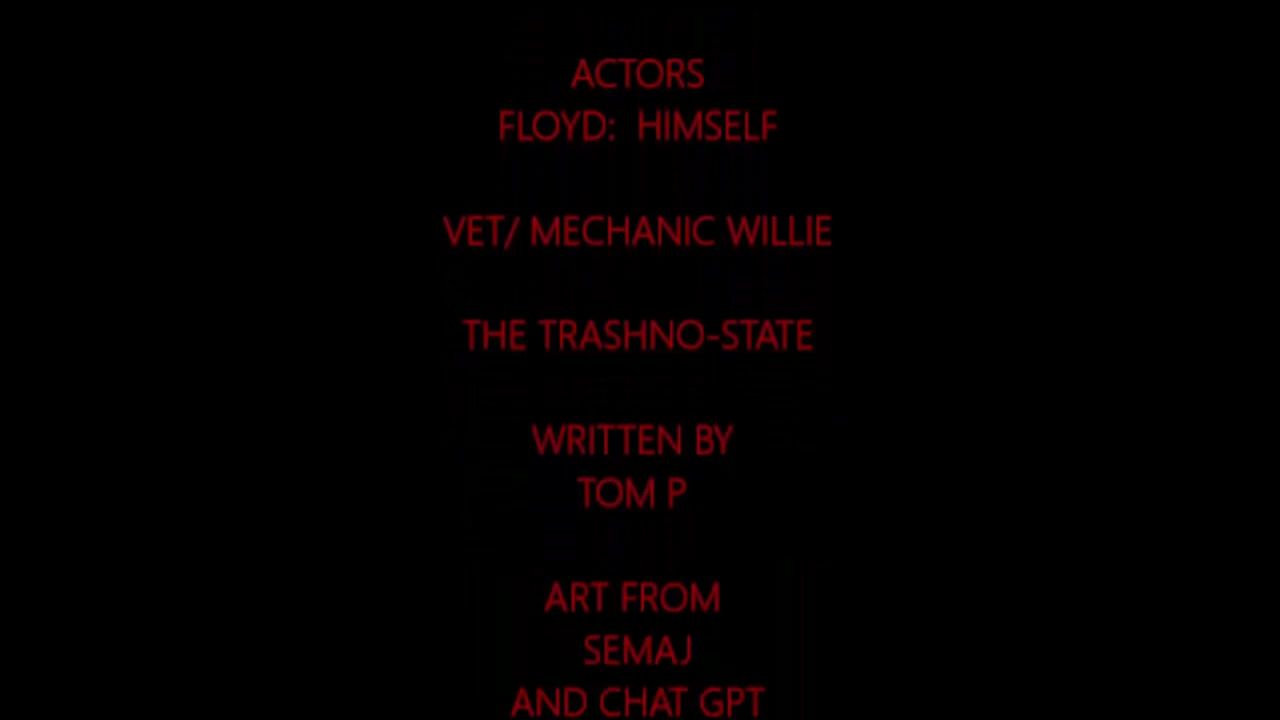 ACTORS
FLOYD:  HIMSELF
VET/ MECHANIC WILLIE
THE TRASHNO-STATE
WRITTEN BY
TOM P
ART FROM
SEMAJ
AND CHAT GPT